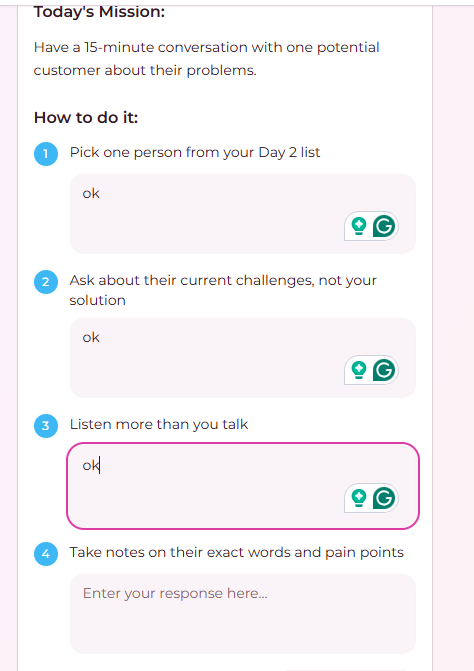 Today's Mission:
Have a 15-minute conversation with one potential
customer about their problems.
How to do it:
1 Pick one person from your Day 2 list
ok
2 Ask about their current challenges, not your
solution
ok
3 Listen more than you talk
ok
4 Take notes on their exact words and pain points
Enter your response here...